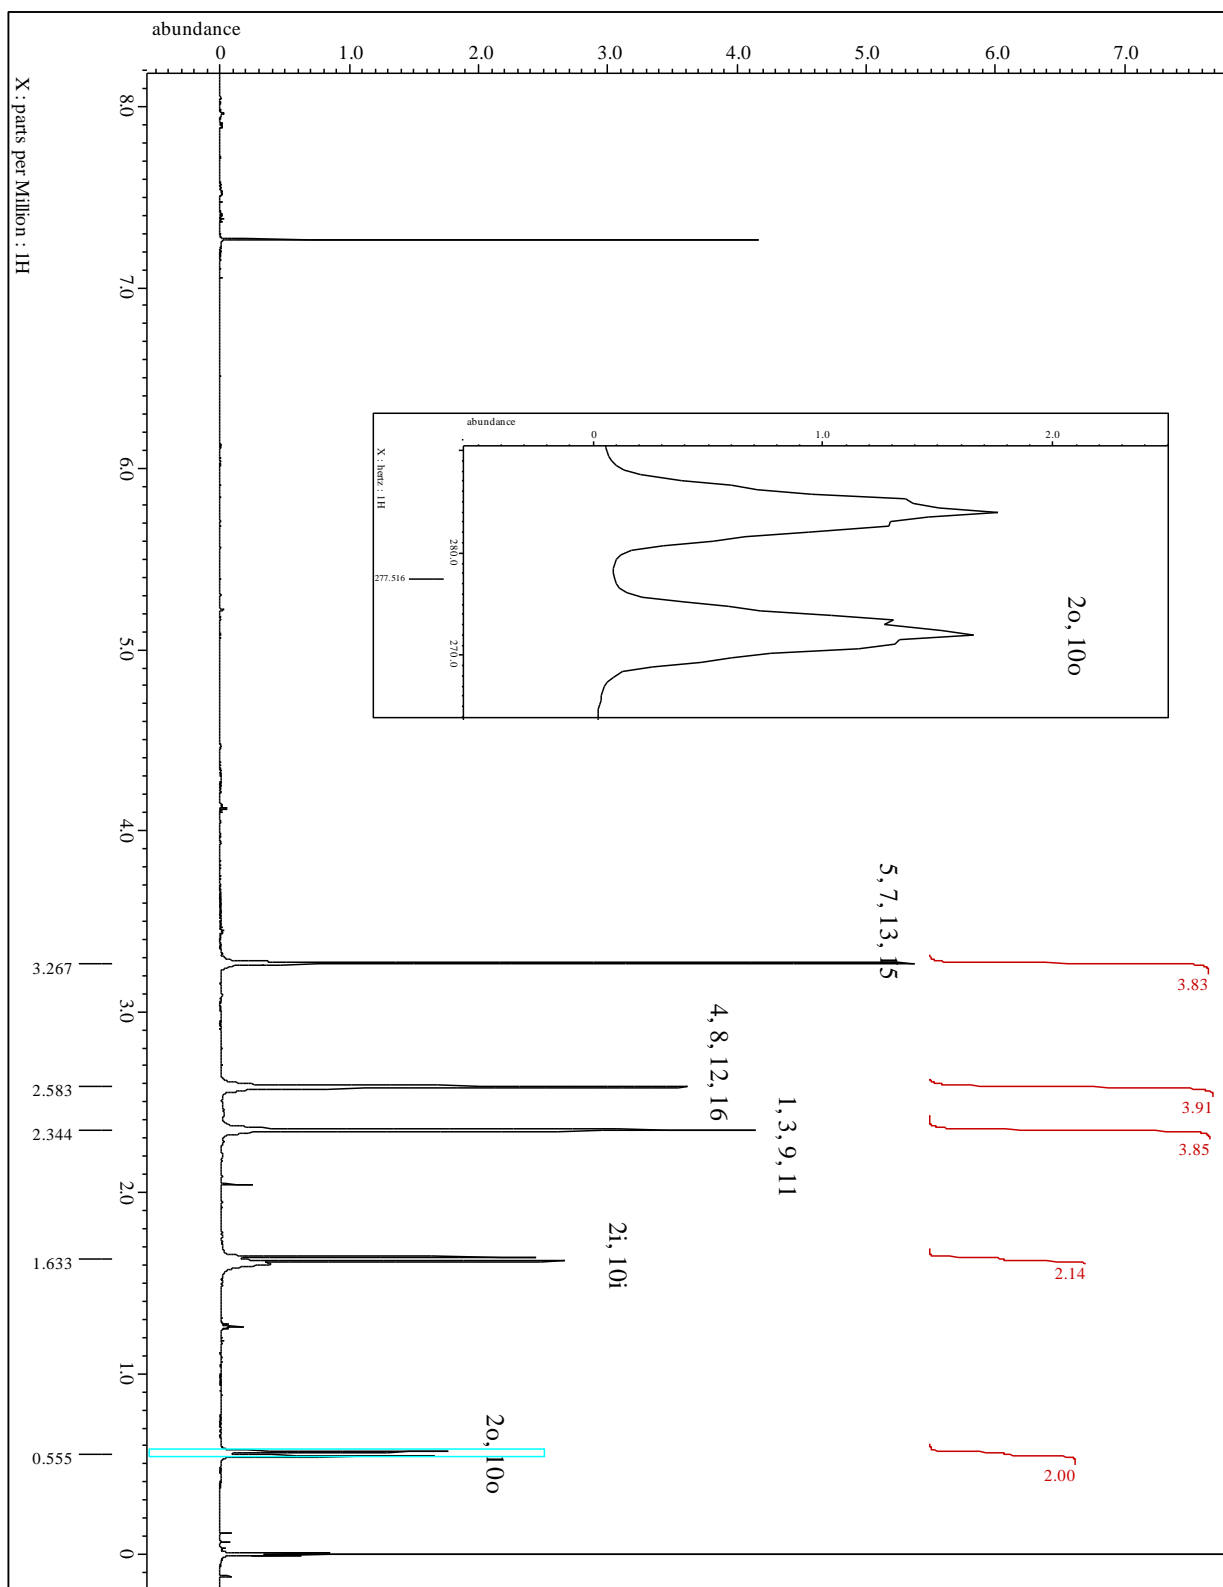 abundance
0 1.0 2.0 3.0 4.0 5.0 6.0 7.0
X : parts per Million : 1H
8.0
7.0
6.0
5.0
4.0
3.0
2.0
1.0
0
abundance
0 1.0 2.0
X : hertz : 1H
280.0
270.0
277.516
2o, 10o
5, 7, 13, 15
4, 8, 12, 16
1, 3, 9, 11
2i, 10i
2o, 10o
3.267
2.583
2.344
1.633
0.555
3.83
3.91
3.85
2.14
2.00